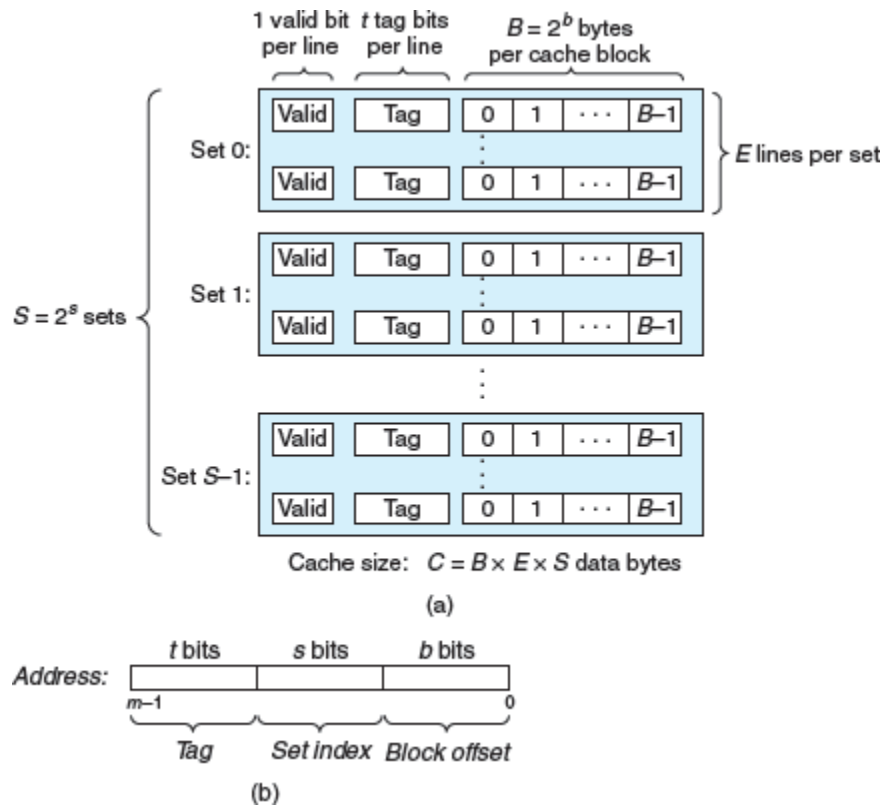 1 valid bit per line
t tag bits per line
B = 2^b bytes per cache block
Set 0:
Valid Tag 0 1 · · · B–1
Valid Tag 0 1 · · · B–1
E lines per set
Set 1:
Valid Tag 0 1 · · · B–1
Valid Tag 0 1 · · · B–1
S = 2^s sets
Set S–1:
Valid Tag 0 1 · · · B–1
Valid Tag 0 1 · · · B–1
Cache size: C = B × E × S data bytes
(a)
t bits s bits b bits
Address:
m–1 0
Tag Set index Block offset
(b)